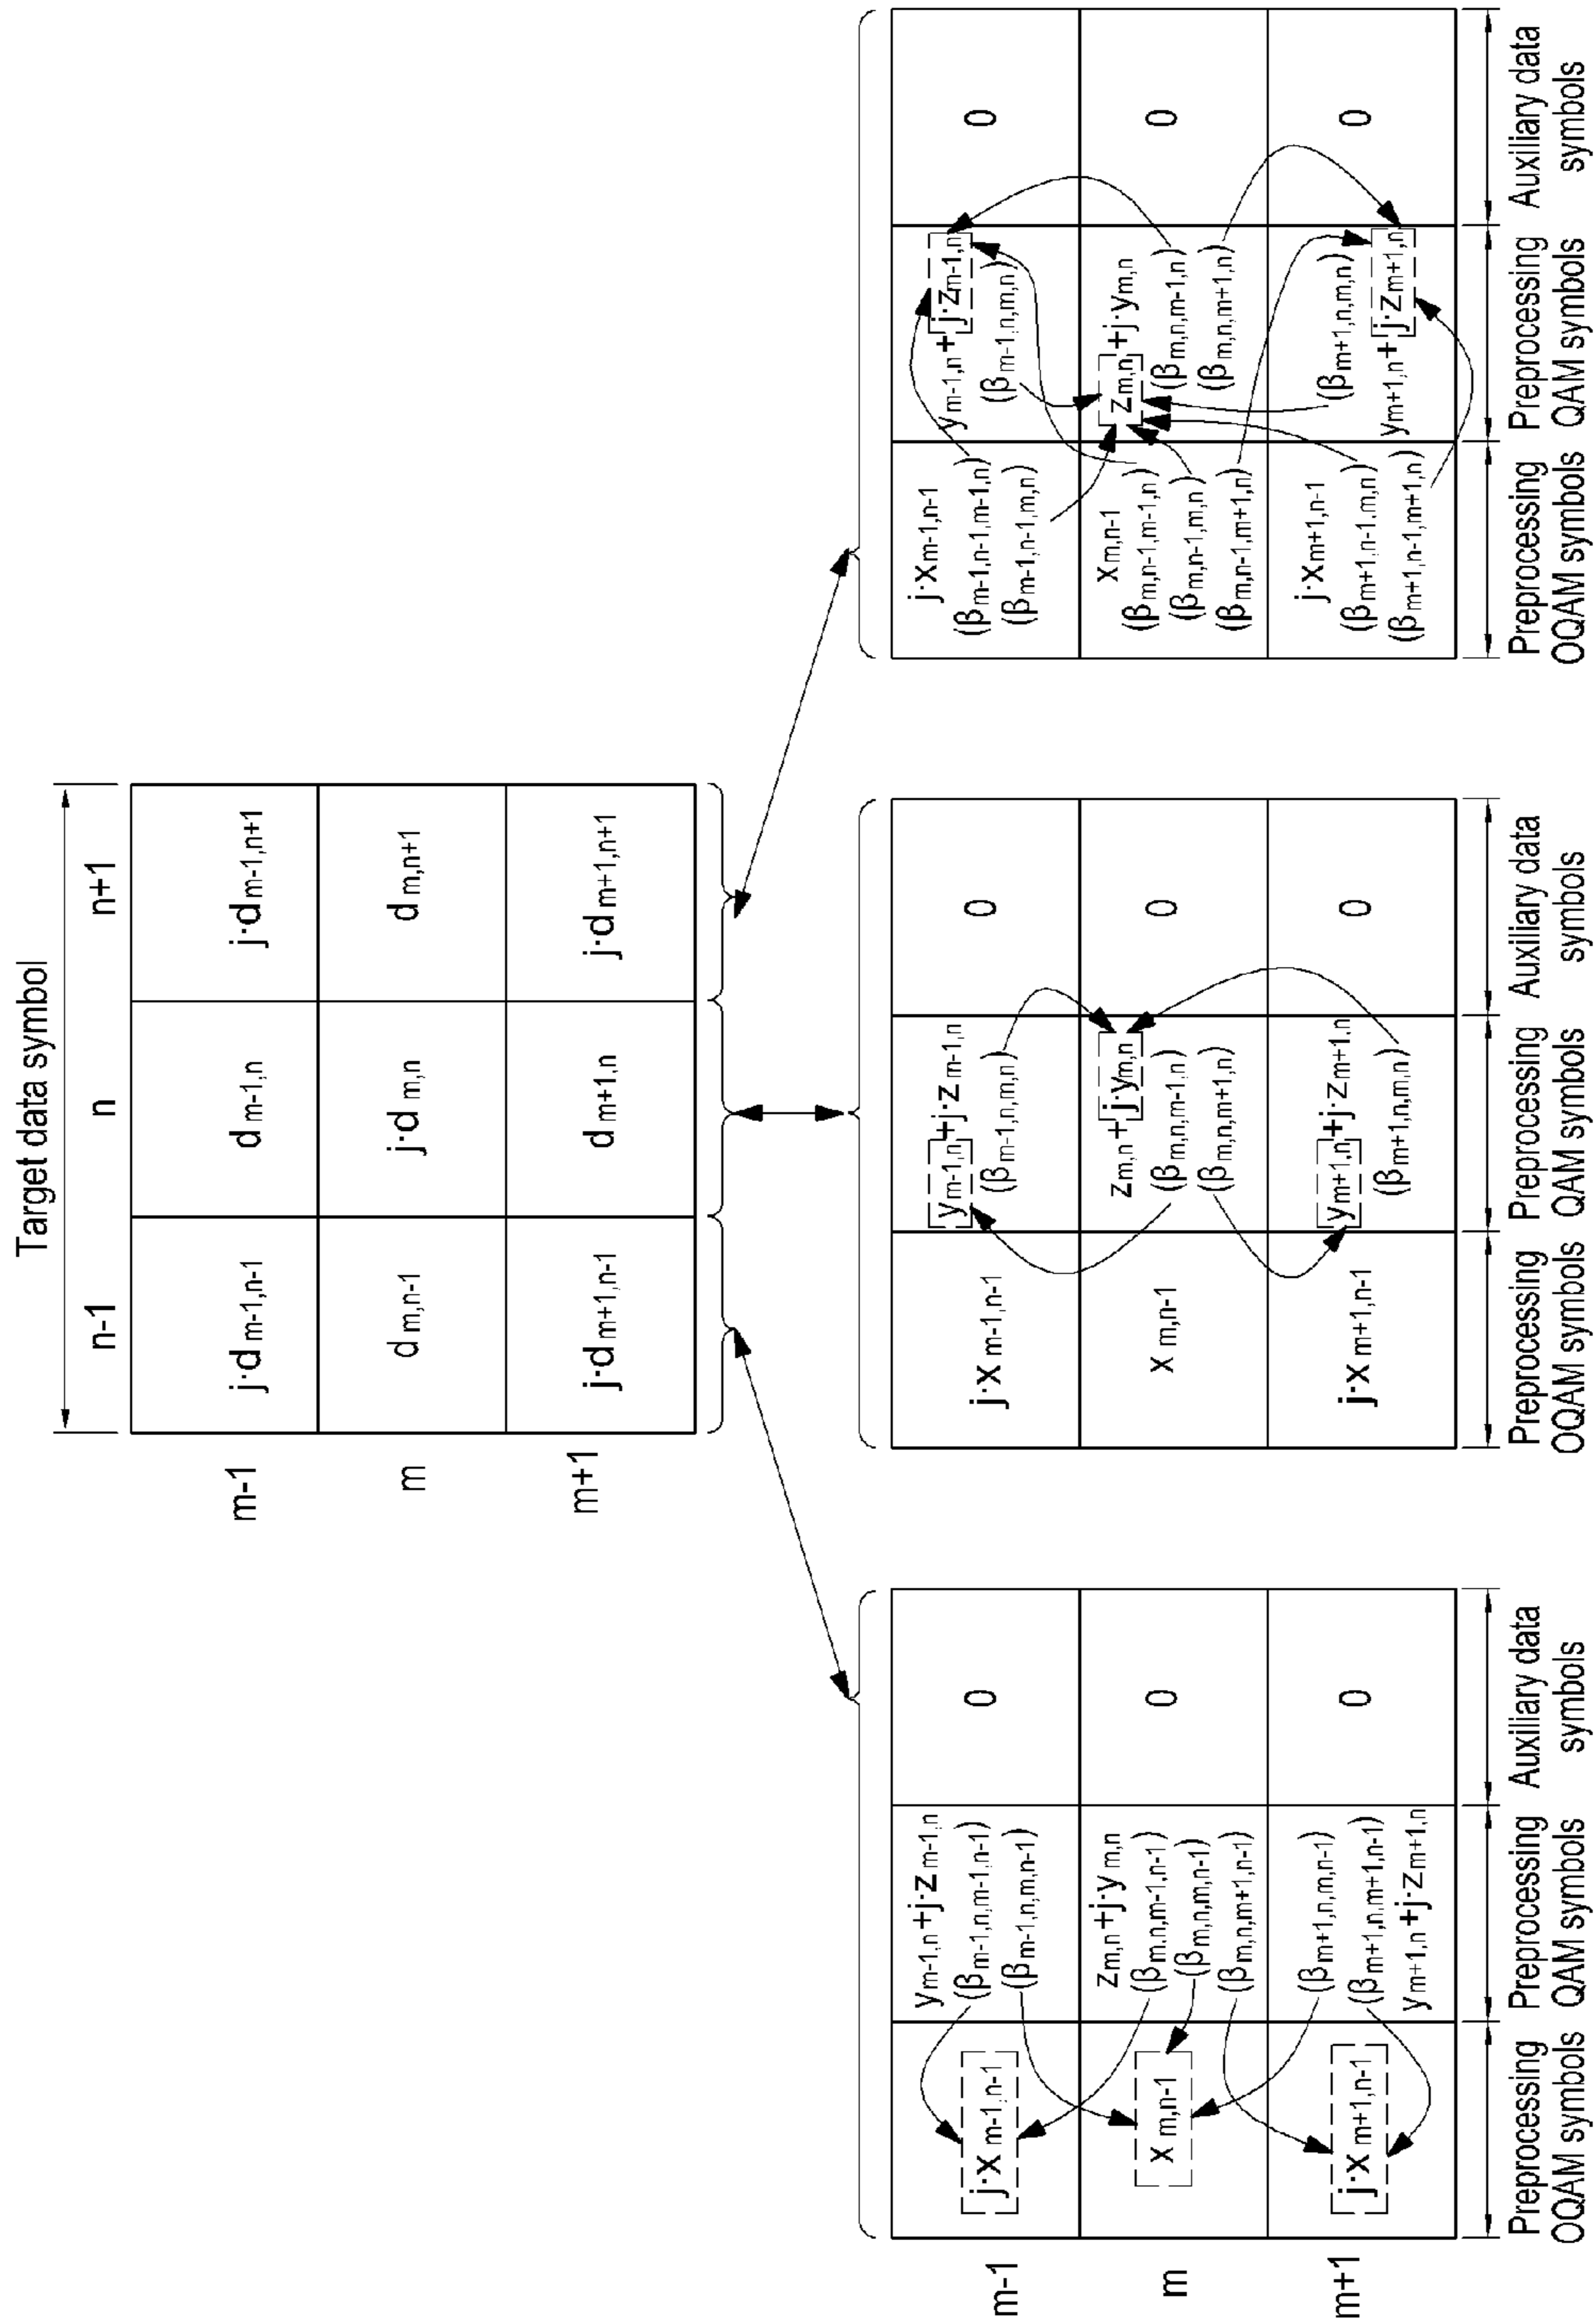 Target data symbol
n-1
n
n+1
m-1
j·d m-1,n-1
d m-1,n
j·d m-1,n+1
m
d m,n-1
j·d m,n
d m,n+1
m+1
j·d m+1,n-1
d m+1,n
j·d m+1,n+1
m-1
j·x m-1,n-1
y m-1,n+j·z m-1,n
(β m-1,n,m-1,n-1)
(β m-1,n,m,n-1)
0
m
x m,n-1
z m,n+j·y m,n
(β m,n,m-1,n-1)
(β m,n,m,n-1)
(β m,n,m+1,n-1)
0
m+1
j·x m+1,n-1
(β m+1,n,m,n-1)
(β m+1,n,m+1,n-1)
y m+1,n+j·z m+1,n
0
Preprocessing
OQAM symbols
Preprocessing
QAM symbols
Auxiliary data
symbols
j·x m-1,n-1
y m-1,n+j·z m-1,n
(β m-1,n,m,n)
0
x m,n-1
z m,n+j·y m,n
(β m,n,m-1,n)
(β m,n,m+1,n)
0
j·x m+1,n-1
y m+1,n+j·z m+1,n
(β m+1,n,m,n)
0
Preprocessing
OQAM symbols
Preprocessing
QAM symbols
Auxiliary data
symbols
j·x m-1,n-1
(β m-1,n-1,m-1,n)
(β m-1,n-1,m,n)
y m-1,n+j·z m-1,n
(β m-1,n,m,n)
0
x m,n-1
(β m,n-1,m-1,n)
(β m,n-1,m,n)
(β m,n-1,m+1,n)
z m,n+j·y m,n
(β m,n,m-1,n)
(β m,n,m+1,n)
0
j·x m+1,n-1
(β m+1,n-1,m,n)
(β m+1,n-1,m+1,n)
(β m+1,n,m,n)
y m+1,n+j·z m+1,n
0
Preprocessing
OQAM symbols
Preprocessing
QAM symbols
Auxiliary data
symbols